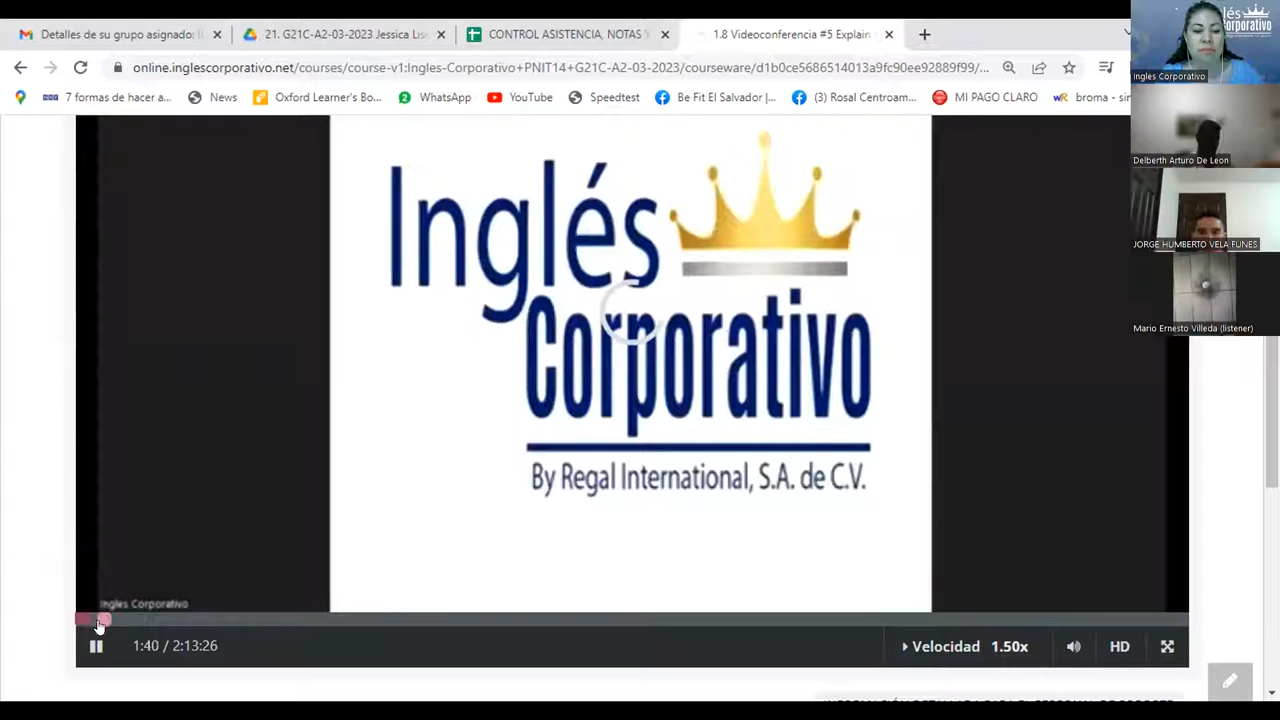 Detalles de su grupo asignado: II
21. G21C-A2-03-2023 Jessica Lis
CONTROL ASISTENCIA, NOTAS Y
1.8 Videoconferencia #5 Explain
online.inglescorporativo.net/courses/course-v1:Ingles-Corporativo+PNIT14+G21C-A2-03-2023/courseware/d1b0ce5686514013a9fc90ee92889f99/...
7 formas de hacer a...
News
Oxford Learner's Bo...
WhatsApp
YouTube
Speedtest
Be Fit El Salvador |...
(3) Rosal Centroam...
MI PAGO CLARO
broma - sin
Inglés
Corporativo
By Regal International, S.A. de C.V.
Ingles Corporativo
1:40 / 2:13:26
Velocidad 1.50x
HD
Ingles Corporativo
Delberth Arturo De Leon
JORGE HUMBERTO VELA FUNES
Mario Ernesto Villeda (listener)